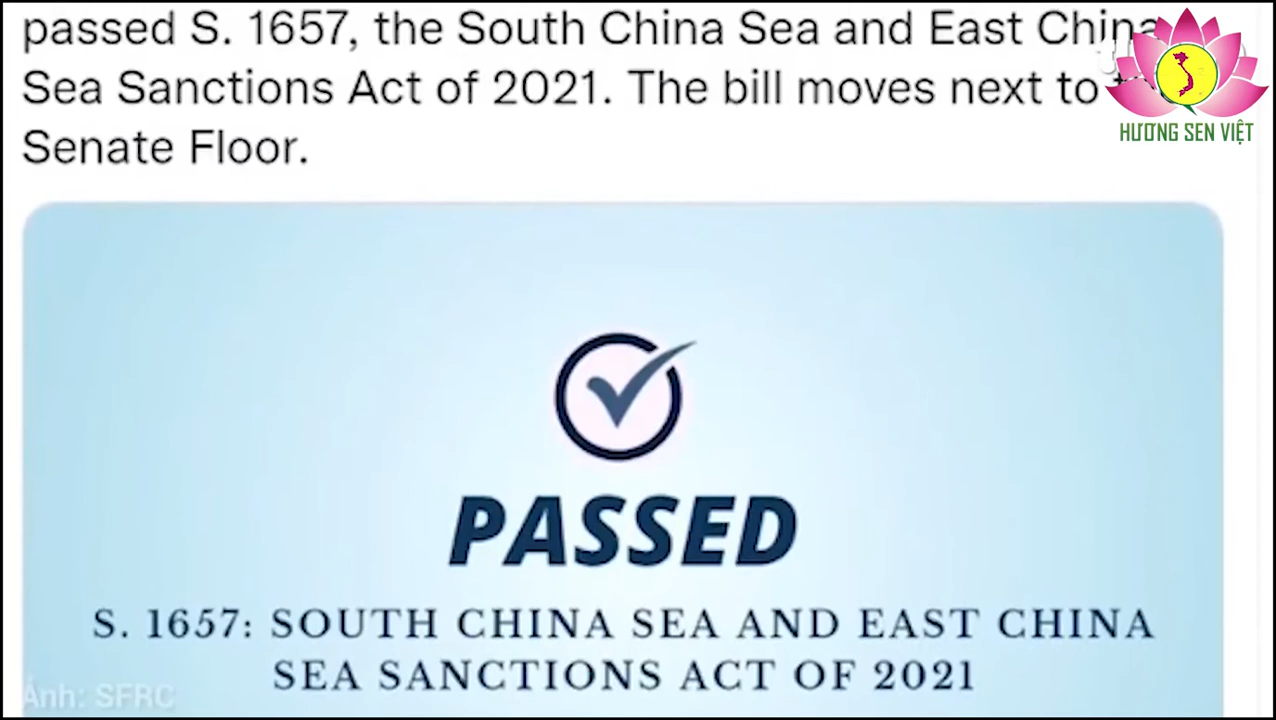 passed S. 1657, the South China Sea and East China
Sea Sanctions Act of 2021. The bill moves next to
Senate Floor.
HƯƠNG SEN VIỆT
PASSED
S. 1657: SOUTH CHINA SEA AND EAST CHINA
SEA SANCTIONS ACT OF 2021
Ảnh: SFRC